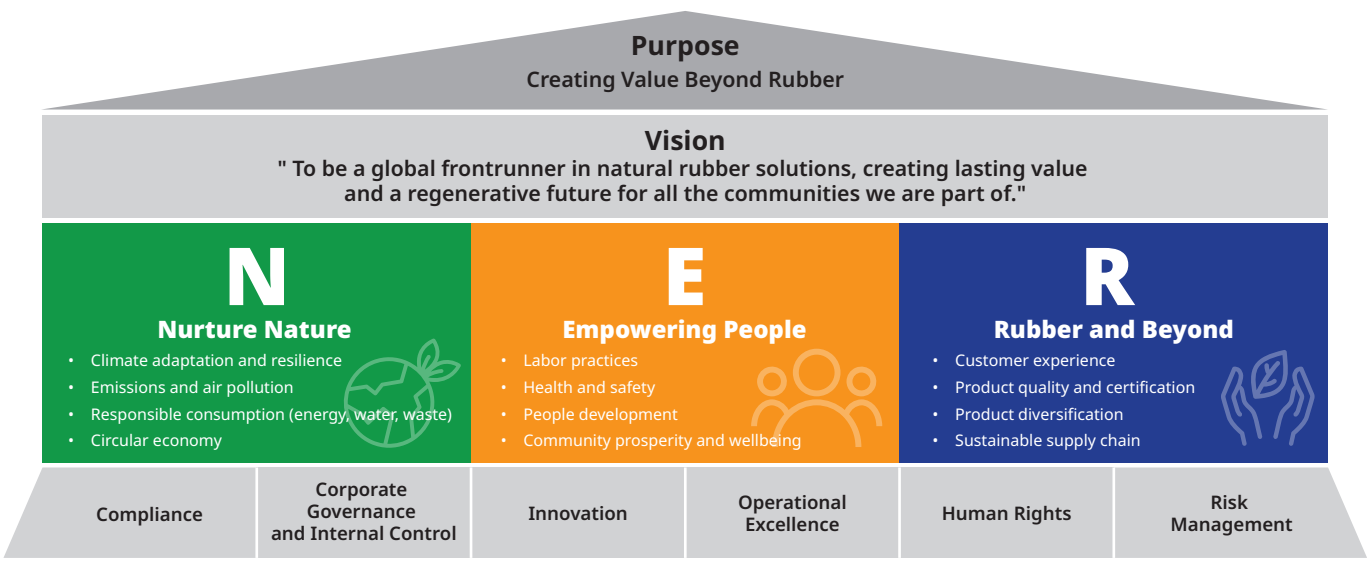 Purpose
Creating Value Beyond Rubber
Vision
" To be a global frontrunner in natural rubber solutions, creating lasting value
and a regenerative future for all the communities we are part of."
N
Nurture Nature
• Climate adaptation and resilience
• Emissions and air pollution
• Responsible consumption (energy, water, waste)
• Circular economy
E
Empowering People
• Labor practices
• Health and safety
• People development
• Community prosperity and wellbeing
R
Rubber and Beyond
• Customer experience
• Product quality and certification
• Product diversification
• Sustainable supply chain
Compliance
Corporate
Governance
and Internal Control
Innovation
Operational
Excellence
Human Rights
Risk
Management